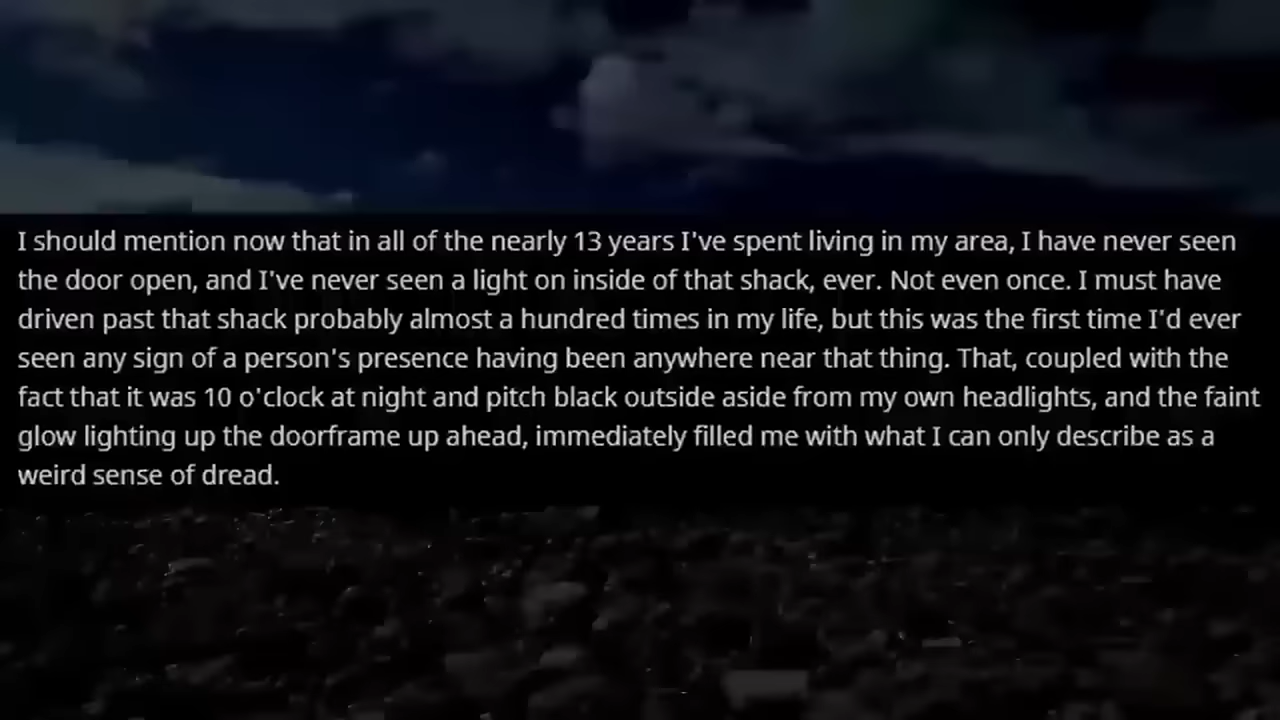 I should mention now that in all of the nearly 13 years I've spent living in my area, I have never seen
the door open, and I've never seen a light on inside of that shack, ever. Not even once. I must have
driven past that shack probably almost a hundred times in my life, but this was the first time I'd ever
seen any sign of a person's presence having been anywhere near that thing. That, coupled with the
fact that it was 10 o'clock at night and pitch black outside aside from my own headlights, and the faint
glow lighting up the doorframe up ahead, immediately filled me with what I can only describe as a
weird sense of dread.